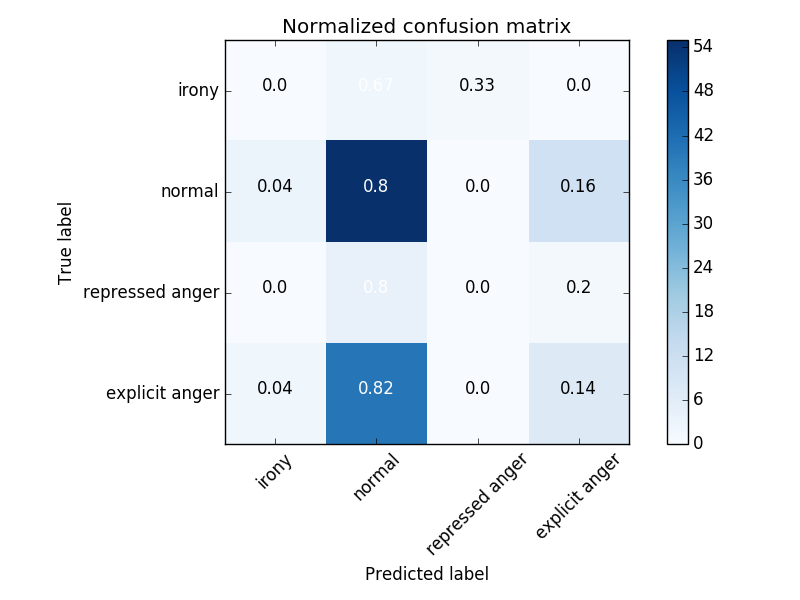 Normalized confusion matrix
irony 0.0 0.67 0.33 0.0
normal 0.04 0.8 0.0 0.16
repressed anger 0.0 0.8 0.0 0.2
explicit anger 0.04 0.82 0.0 0.14
True label
irony normal repressed anger explicit anger
Predicted label
54
48
42
36
30
24
18
12
6
0